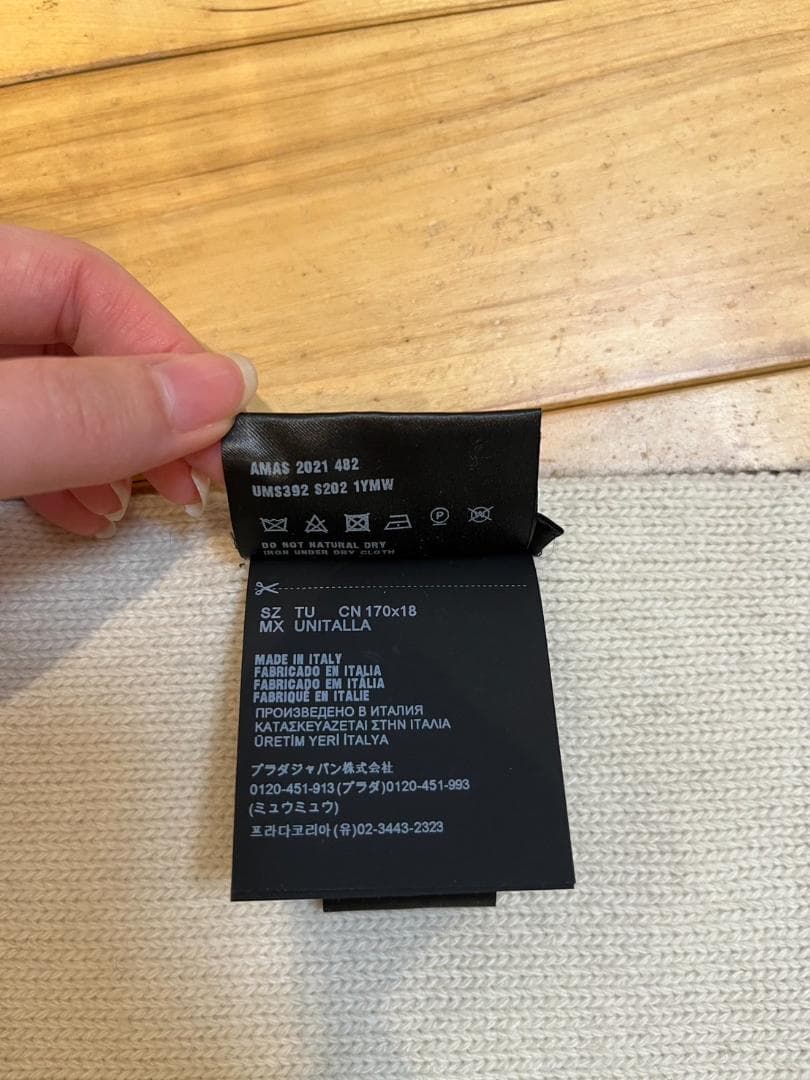 AMAS 2021 482
UMS392 S202 1YMW
P
DO NOT NATURAL DRY
IRON UNDER DRY CLOTH
SZ TU CN 170x18
MX UNITALLA
MADE IN ITALY
FABRICADO EN ITALIA
FABRICADO EM ITÁLIA
FABRIQUÉ EN ITALIE
ПРОИЗВЕДЕНО В ИТАЛИЯ
ΚΑΤΑΣΚΕΥΑΖΕΤΑΙ ΣΤΗΝ ΙΤΑΛΙΑ
ÜRETİM YERİ İTALYA
プラダジャパン株式会社
0120-451-913(プラダ)0120-451-993
(ミュウミュウ)
프라다코리아(유)02-3443-2323